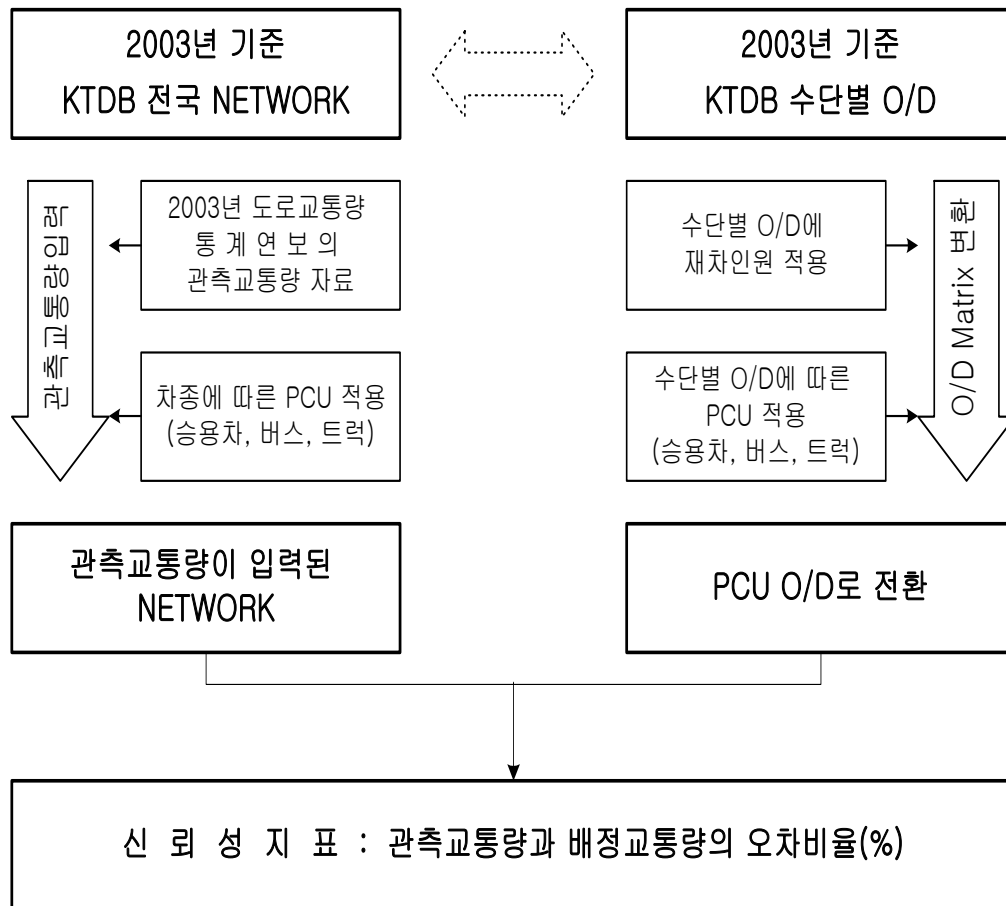 2003년 기준
KTDB 전국 NETWORK
2003년 기준
KTDB 수단별 O/D
관측교통량입력
2003년 도로교통량
통 계 연 보 의
관측교통량 자료
차종에 따른 PCU 적용
(승용차, 버스, 트럭)
수단별 O/D에
재차인원 적용
수단별 O/D에 따른
PCU 적용
(승용차, 버스, 트럭)
O/D Matrix 변환
관측교통량이 입력된
NETWORK
PCU O/D로 전환
신 뢰 성 지 표 : 관측교통량과 배정교통량의 오차비율(%)